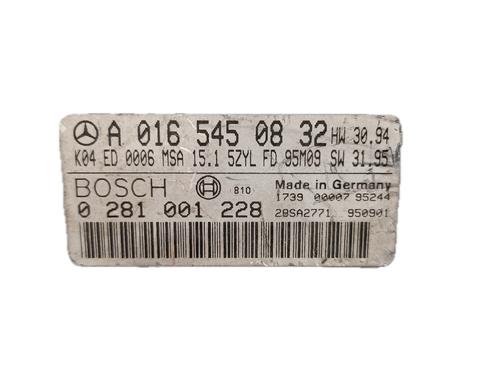 A 016 545 08 32 HW 30.94
K04 ED 0006 MSA 15.1 5ZYL FD 95M09 SW 31.95
BOSCH 810 Made in Germany
1739 00007 95244
0 281 001 228 28SA2771 950901